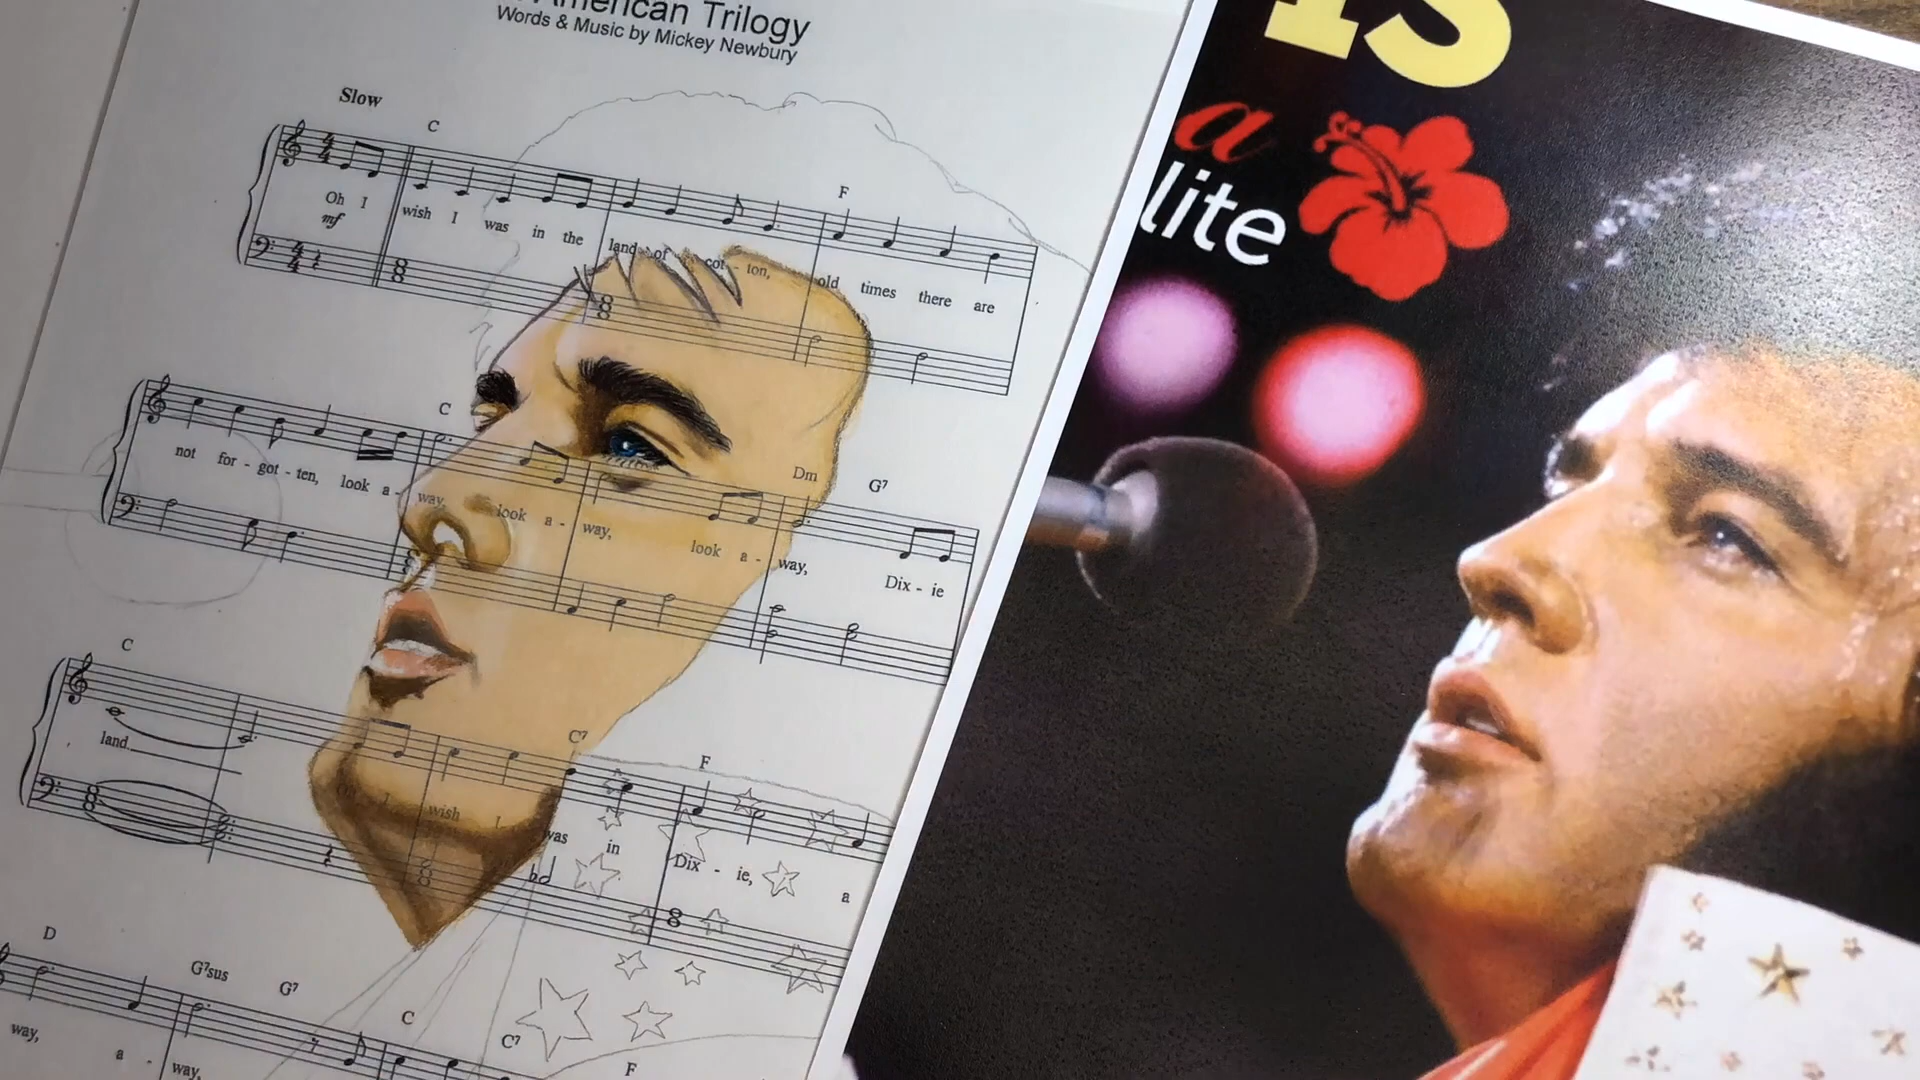 American Trilogy
Words & Music by Mickey Newbury
Slow
C
F
Oh I wish I was in the land of cot - ton, old times there are
mf
C
Dm
G7
not for - got - ten, look a - way, look a - way, look a - way, Dix - ie
C
C7
F
land. wish I was in Dix - ie, a
D
G7sus
G7
C
C7
F
way, a - way,
IS
a
lite